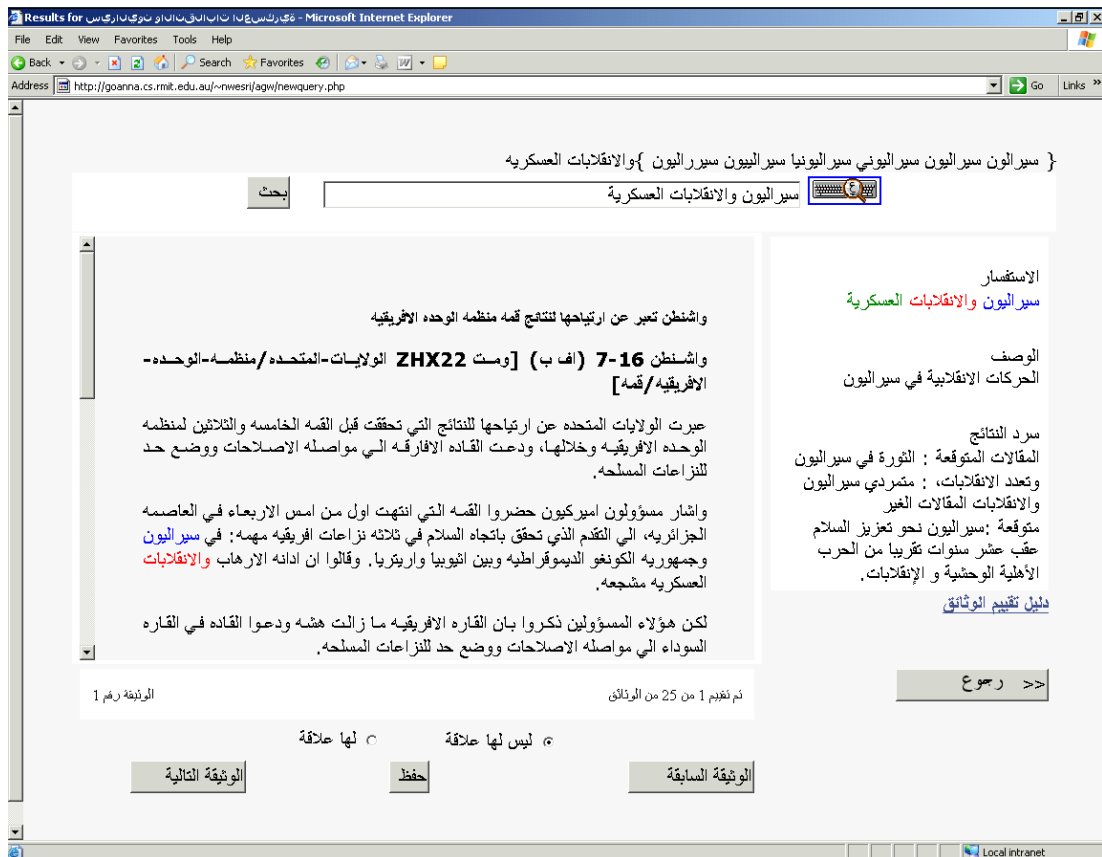 Results for سيراليون والانقلابات العسكرية - Microsoft Internet Explorer
File Edit View Favorites Tools Help
Back Search Favorites
Address http://goanna.cs.rmit.edu.au/~nwesri/agw/newquery.php Go Links »
{ سيرالون سيراليون سيراليوني سيراليونيا سيرالييون سيررالیون }والانقلابات العسكريه
سيراليون والانقلابات العسكرية
بحث
الاستفسار
سيراليون والانقلابات العسكرية
الوصف
الحركات الانقلابية في سيراليون
سرد النتائج
المقالات المتوقعة : الثورة في سيراليون
وتعدد الانقلابات، : متمردي سيراليون
والانقلابات المقالات الغير
متوقعة :سيراليون نحو تعزيز السلام
عقب عشر سنوات تقريبا من الحرب
الأهلية الوحشية و الإنقلابات.
دليل تقييم الوثائق
<< رجوع
واشنطن تعبر عن ارتياحها لنتائج قمه منظمه الوحده الافريقيه
واشنطن 16-7 (اف ب) [ومت ZHX22 الولايات-المتحده/منظمه-الوحده-
الافريقيه/قمه]
عبرت الولايات المتحده عن ارتياحها للنتائج التي تحققت قبل القمه الخامسه والثلاثين لمنظمه
الوحده الافريقيه وخلالها، ودعت القاده الافارقه الي مواصله الاصلاحات ووضع حد
للنزاعات المسلحه.
واشار مسؤولون اميركيون حضروا القمه التي انتهت اول من امس الاربعاء في العاصمه
الجزائريه، الي التقدم الذي تحقق باتجاه السلام في ثلاثه نزاعات افريقيه مهمه: في سيراليون
وجمهوريه الكونغو الديموقراطيه وبين اثيوبيا واريتريا. وقالوا ان ادانه الارهاب والانقلابات
العسكريه مشجعه.
لكن هؤلاء المسؤولين ذكروا بان القاره الافريقيه ما زالت هشه ودعوا القاده في القاره
السوداء الي مواصله الاصلاحات ووضع حد للنزاعات المسلحه.
تم تقييم 1 من 25 من الوثائق
الوثيقة رقم 1
ليس لها علاقة
لها علاقة
الوثيقة السابقة
حفظ
الوثيقة التالية
Local intranet